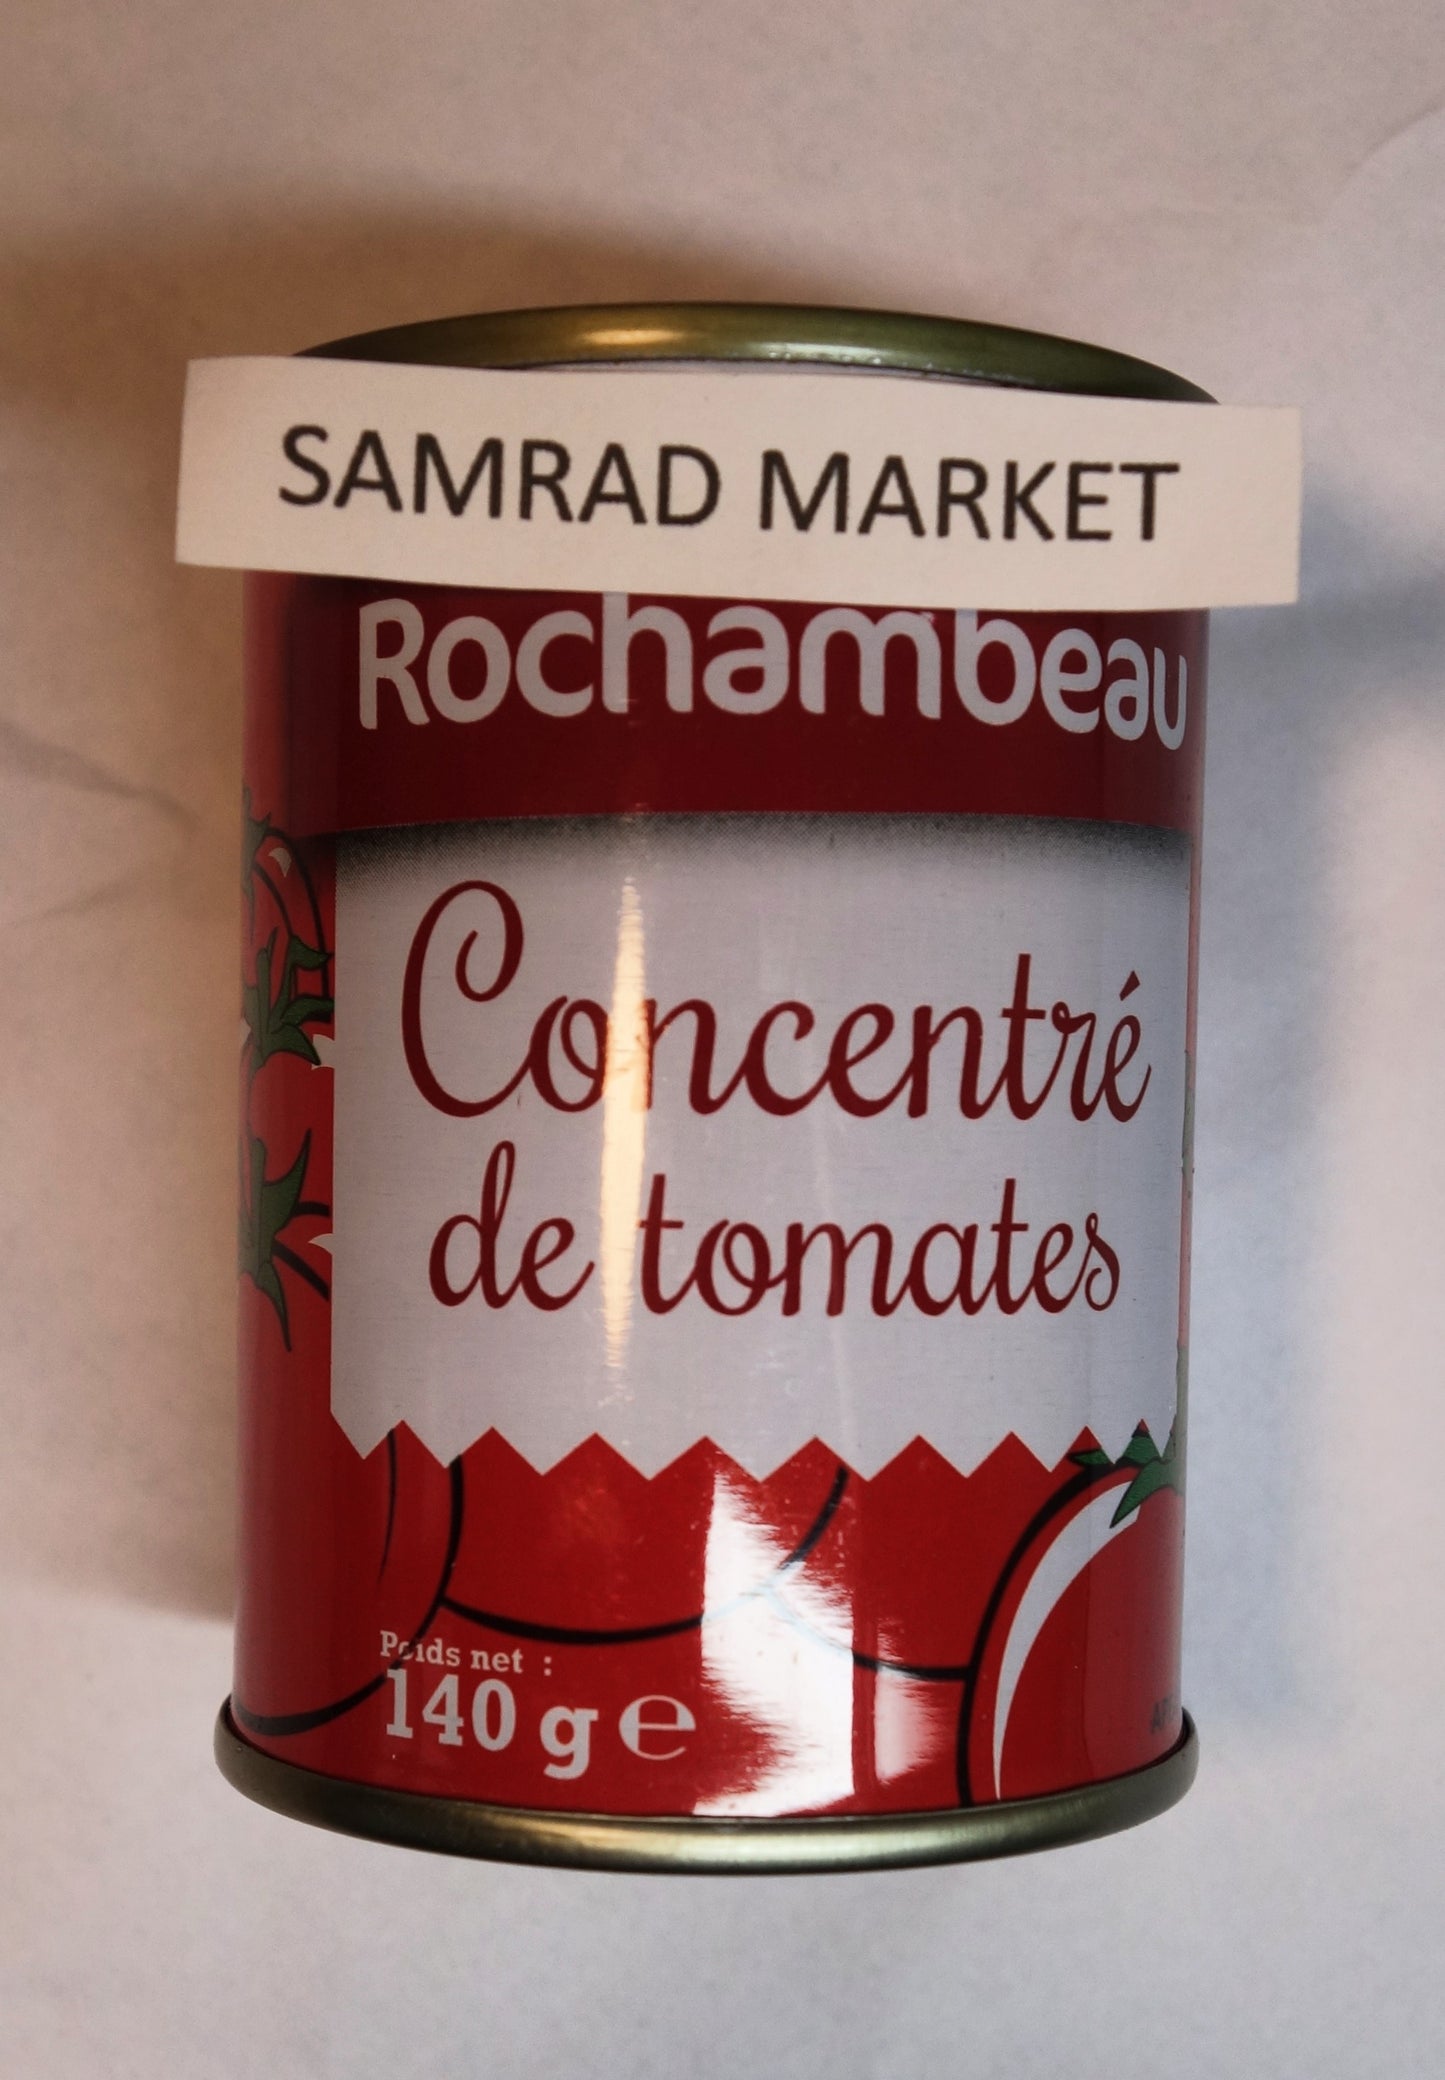 SAMRAD MARKET
Rochambeau
Concentré
de tomates
Poids net :
140 g ℮